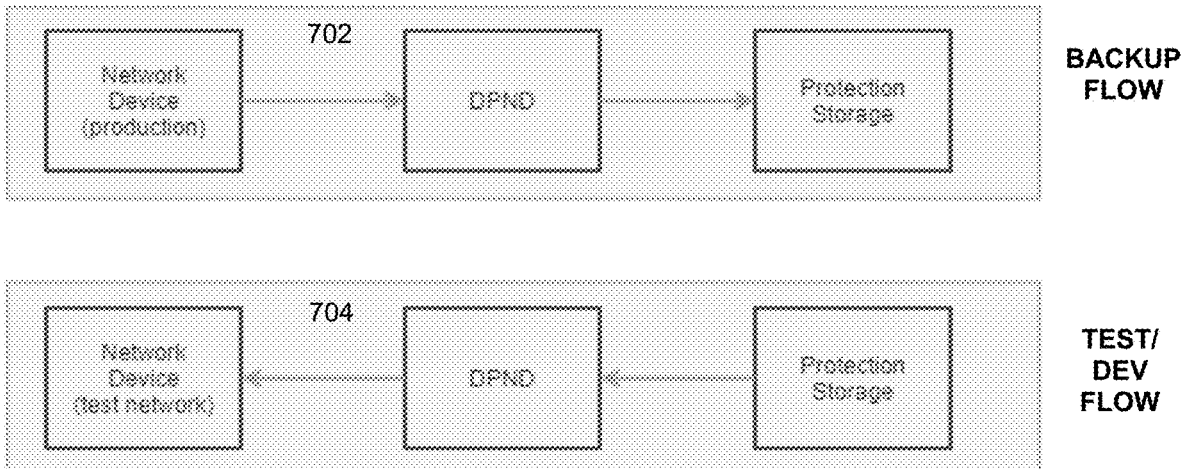 702
Network
Device
(production)
DPND
Protection
Storage
BACKUP
FLOW
704
Network
Device
(test network)
DPND
Protection
Storage
TEST/
DEV
FLOW